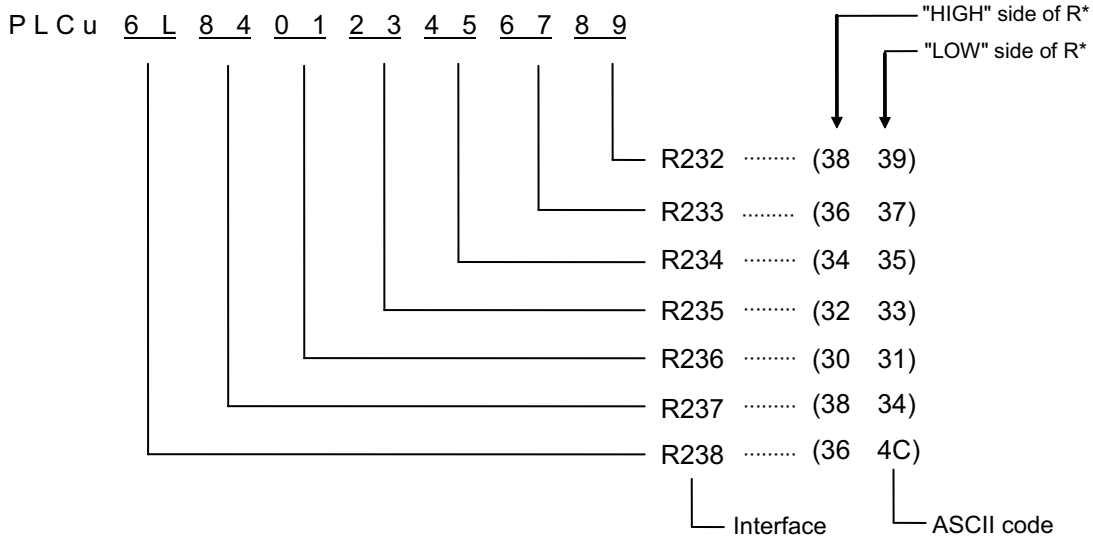 P L C u 6 L 8 4 0 1 2 3 4 5 6 7 8 9
"HIGH" side of R*
"LOW" side of R*
R232 ········· (38 39)
R233 ········· (36 37)
R234 ········· (34 35)
R235 ········· (32 33)
R236 ········· (30 31)
R237 ········· (38 34)
R238 ········· (36 4C)
Interface
ASCII code